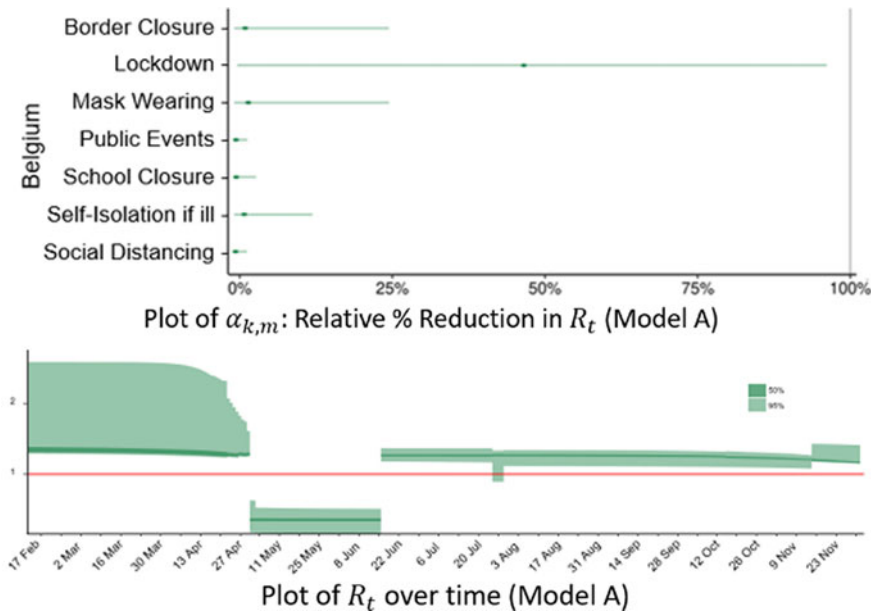 Belgium
Border Closure
Lockdown
Mask Wearing
Public Events
School Closure
Self-Isolation if ill
Social Distancing
0% 25% 50% 75% 100%
Plot of αₖ,ₘ: Relative % Reduction in Rₜ (Model A)
2
1
50%
95%
17 Feb 2 Mar 16 Mar 30 Mar 13 Apr 27 Apr 11 May 25 May 8 Jun 22 Jun 6 Jul 20 Jul 3 Aug 17 Aug 31 Aug 14 Sep 28 Sep 12 Oct 26 Oct 9 Nov 23 Nov
Plot of Rₜ over time (Model A)